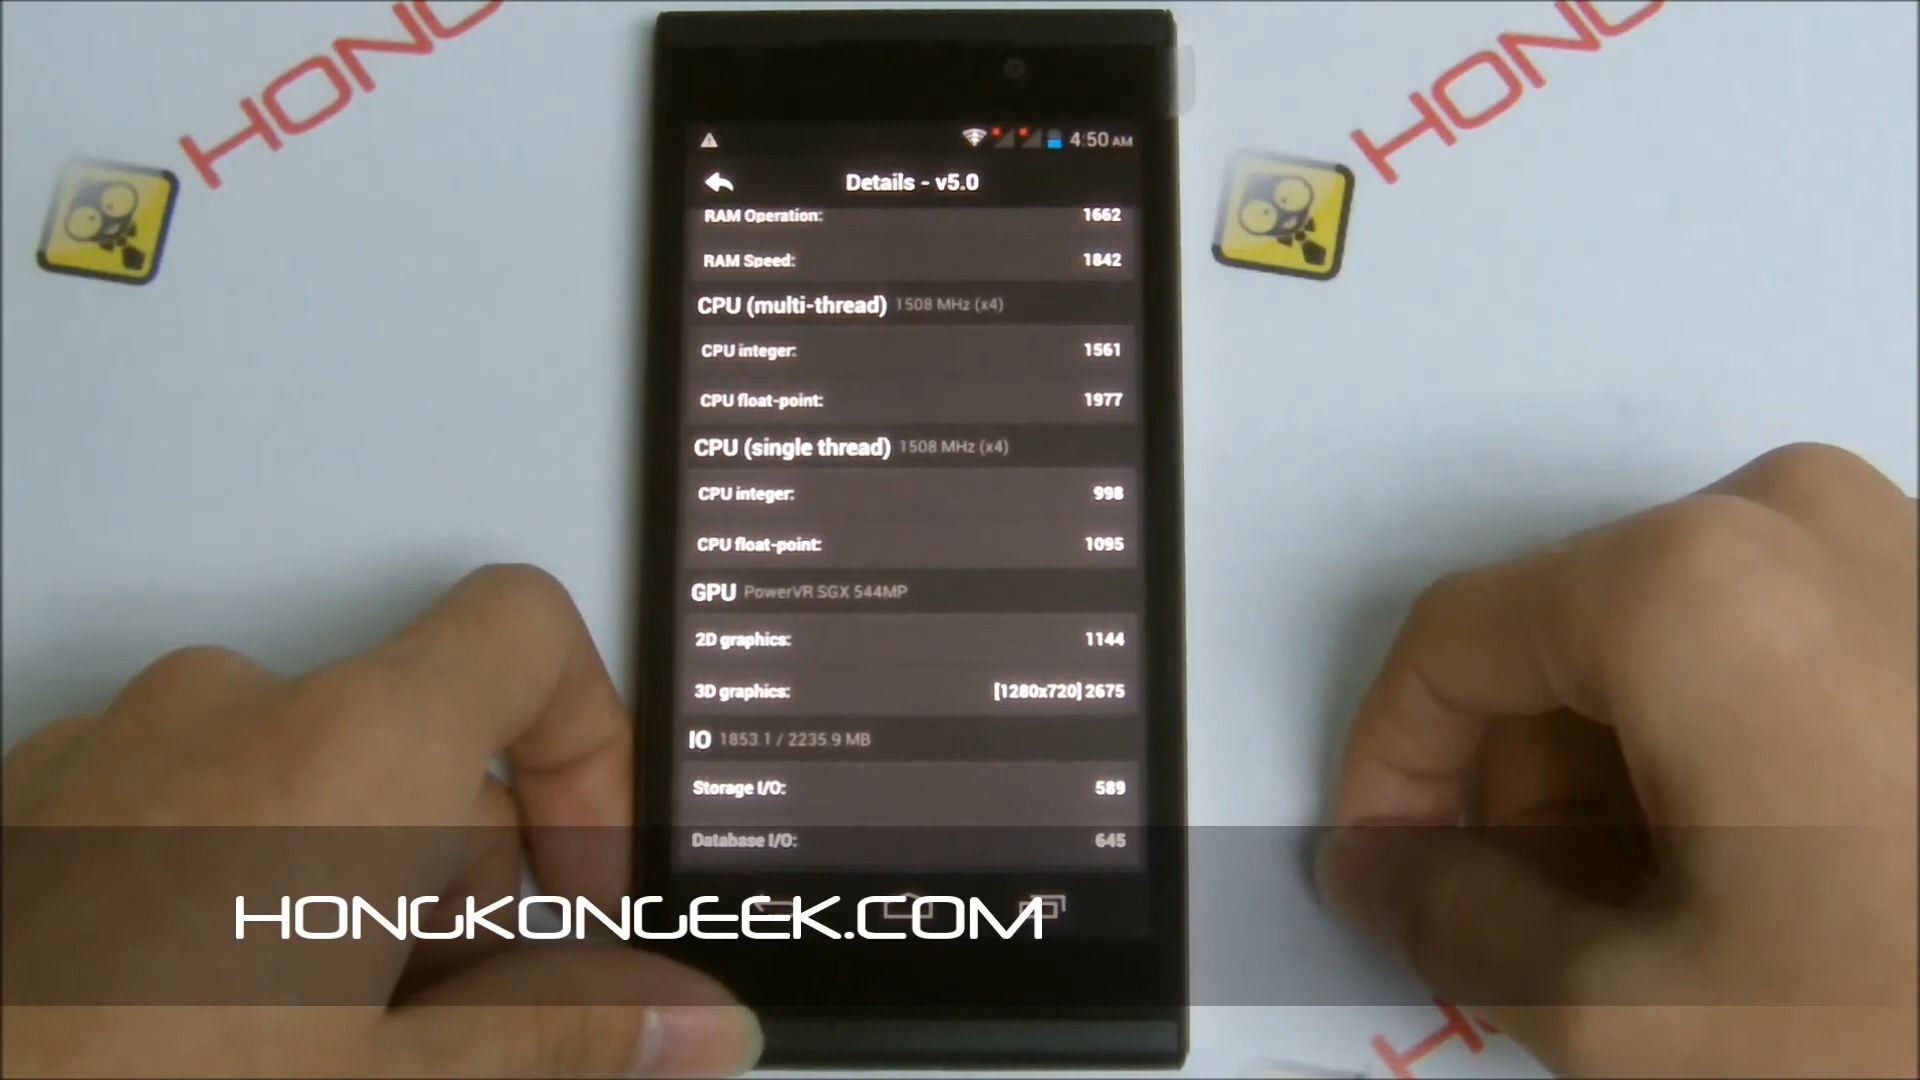 HONG
HONG
4:50 AM
Details - v5.0
RAM Operation: 1662
RAM Speed: 1842
CPU (multi-thread) 1508 MHz (x4)
CPU integer: 1561
CPU float-point: 1977
CPU (single thread) 1508 MHz (x4)
CPU integer: 998
CPU float-point: 1095
GPU PowerVR SGX 544MP
2D graphics: 1144
3D graphics: [1280x720] 2675
IO 1853.1 / 2235.9 MB
Storage I/O: 589
Database I/O: 645
HONGKONGEEK.COM